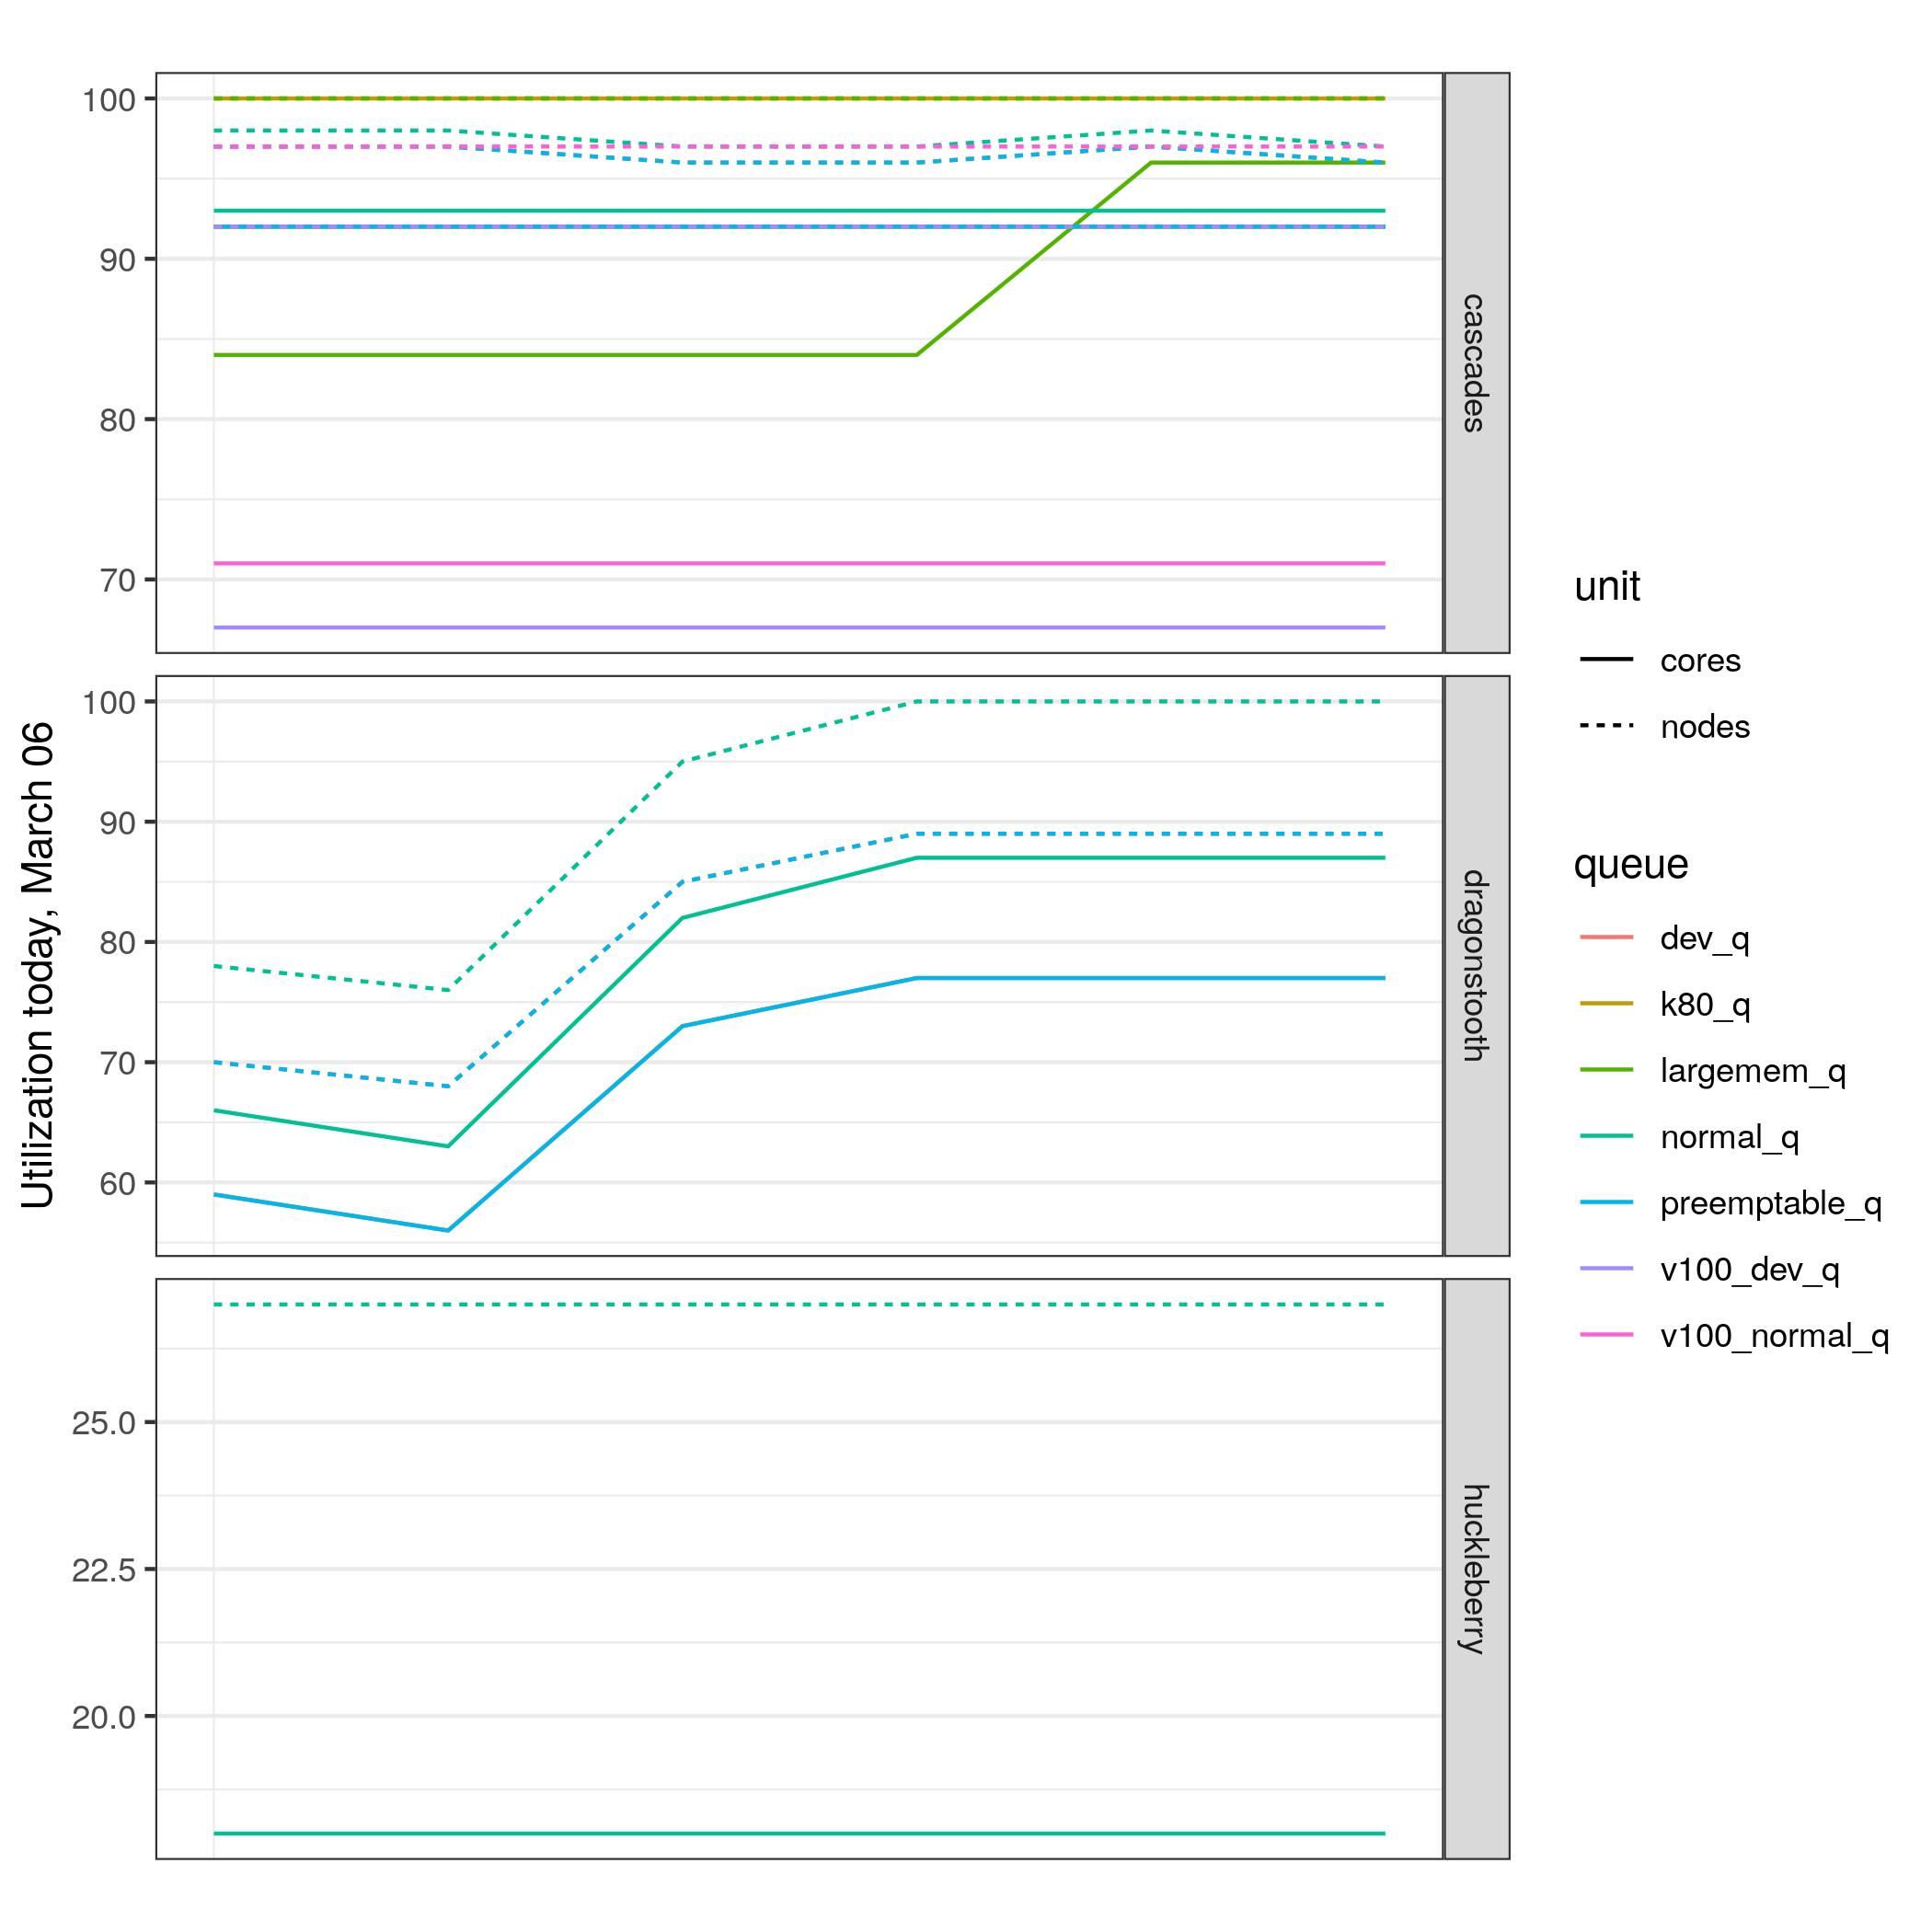 Utilization today, March 06
100
90
80
70
cascades
100
90
80
70
60
dragonstooth
25.0
22.5
20.0
huckleberry
unit
cores
nodes
queue
dev_q
k80_q
largemem_q
normal_q
preemptable_q
v100_dev_q
v100_normal_q